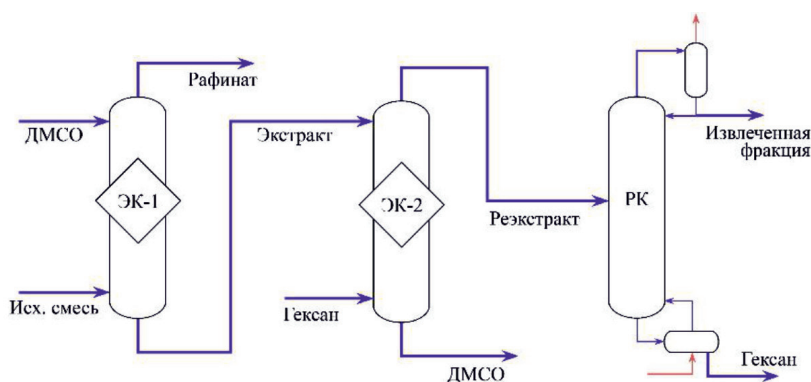 Рафинат
ДМСО
Экстракт
Извлеченная
фракция
ЭК-1
ЭК-2
РК
Реэкстракт
Исх. смесь
Гексан
ДМСО
Гексан